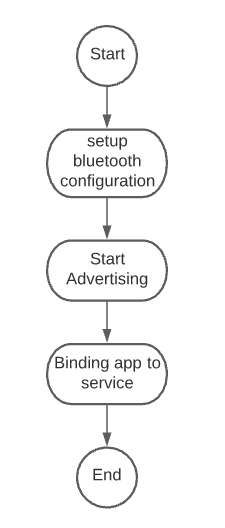 Start
setup
bluetooth
configuration
Start
Advertising
Binding app to
service
End